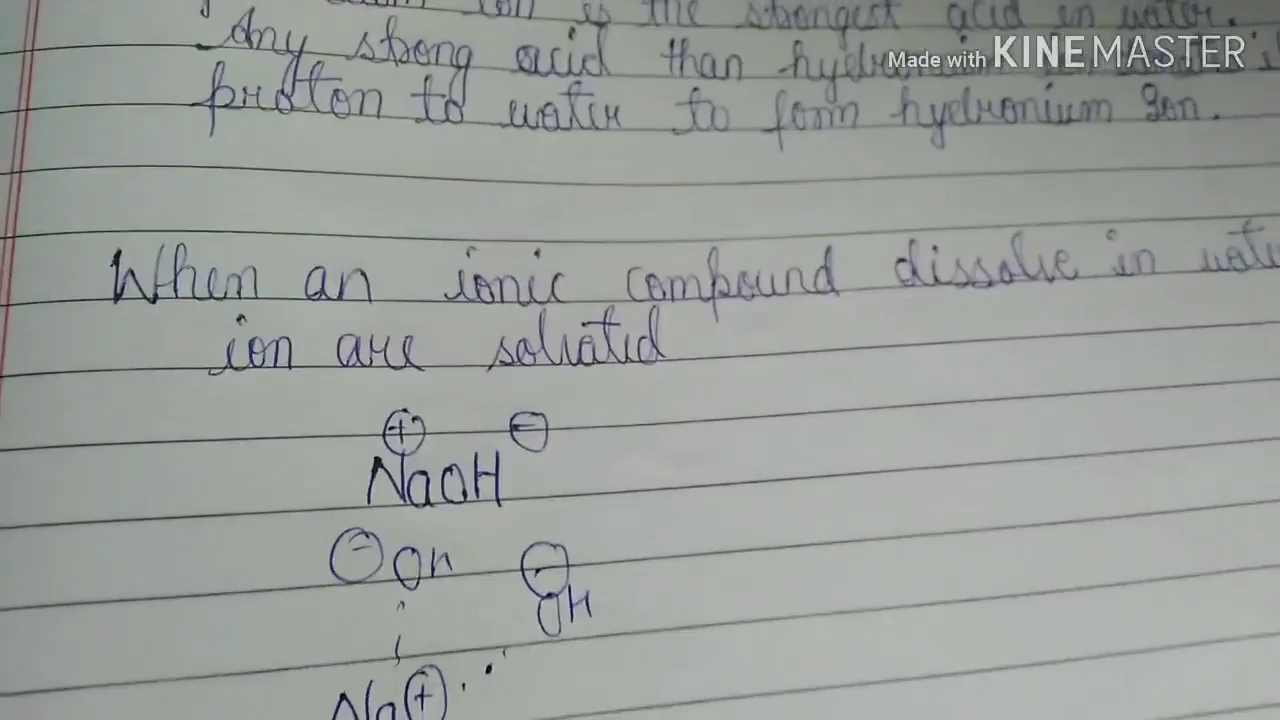 ion is the strongest acid in water.
Any strong acid than hydronium
proton to water to form hydronium Ion.
Made with KINEMASTER
When an ionic compound dissolve in wate
ion are solvated
⊕ ⊖
NaOH
⊖ OH ⊖
OH
Na⊕